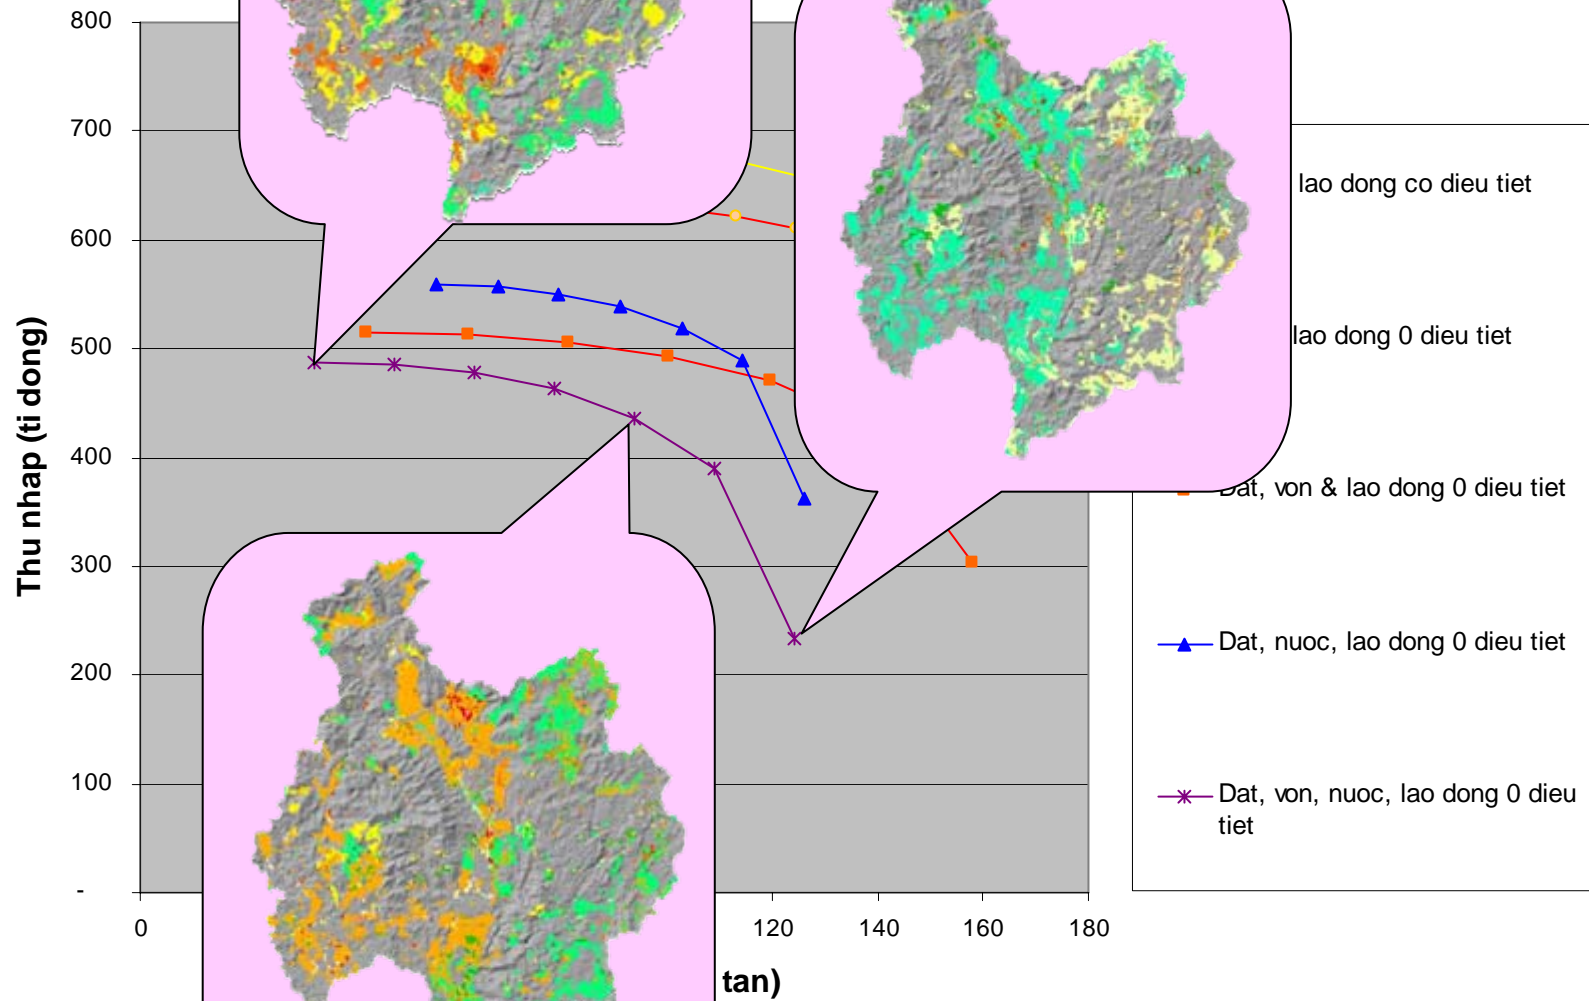 800
700
600
500
400
300
200
100
-
Thu nhap (ti dong)
0
120
140
160
180
tan)
lao dong co dieu tiet
lao dong 0 dieu tiet
Dat, von & lao dong 0 dieu tiet
Dat, nuoc, lao dong 0 dieu tiet
Dat, von, nuoc, lao dong 0 dieu
tiet